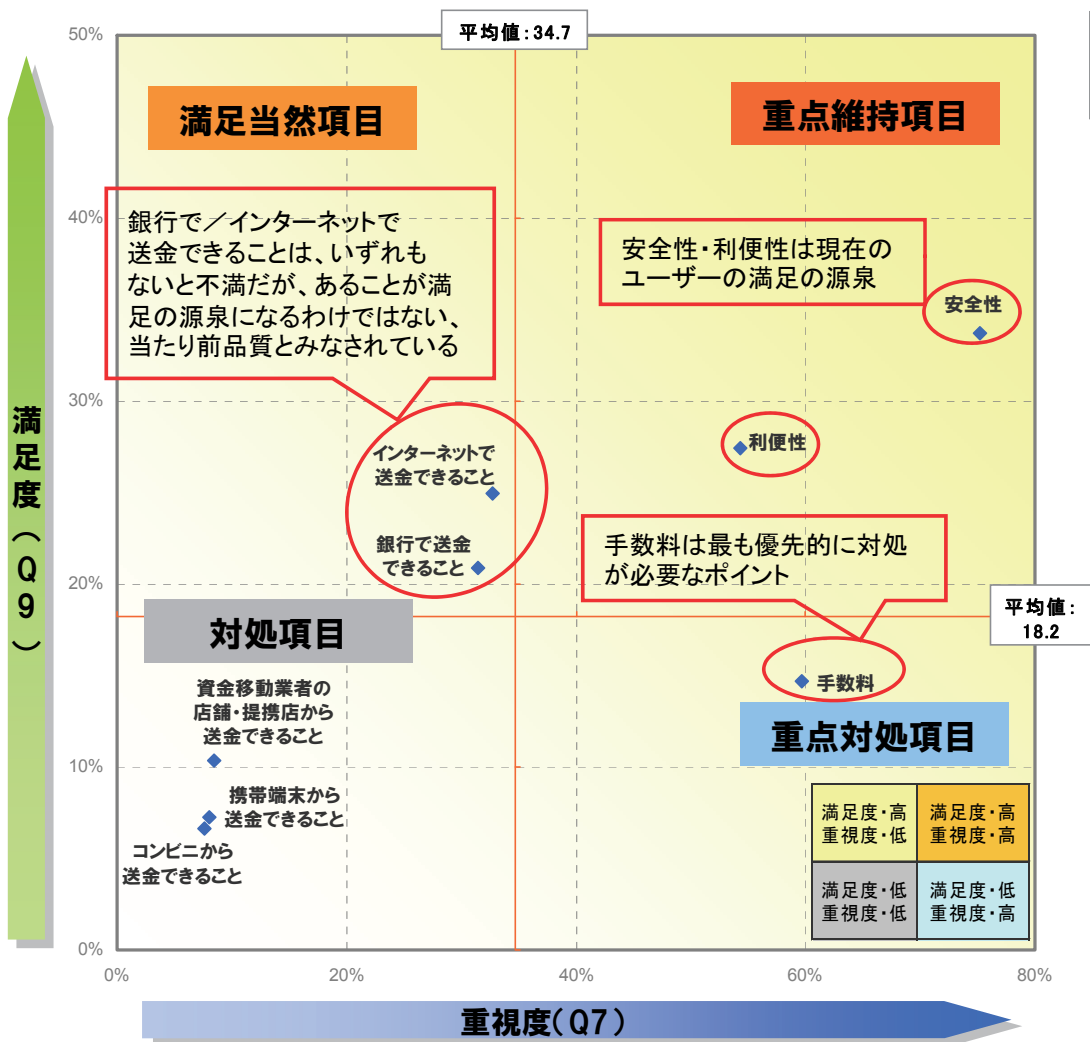 平均値:34.7
50%
満足当然項目
重点維持項目
40%
銀行で／インターネットで
送金できることは、いずれも
ないと不満だが、あることが満
足の源泉になるわけではない、
当たり前品質とみなされている
安全性・利便性は現在の
ユーザーの満足の源泉
安全性
30%
満足度(Q9)
インターネットで
送金できること
利便性
銀行で送金
できること
手数料は最も優先的に対処
が必要なポイント
20%
平均値:
18.2
対処項目
資金移動業者の
店舗・提携店から
送金できること
手数料
重点対処項目
10%
携帯端末から
送金できること
コンビニから
送金できること
満足度・高
重視度・低
満足度・高
重視度・高
満足度・低
重視度・低
満足度・低
重視度・高
0%
0%
20%
40%
60%
80%
重視度(Q7)